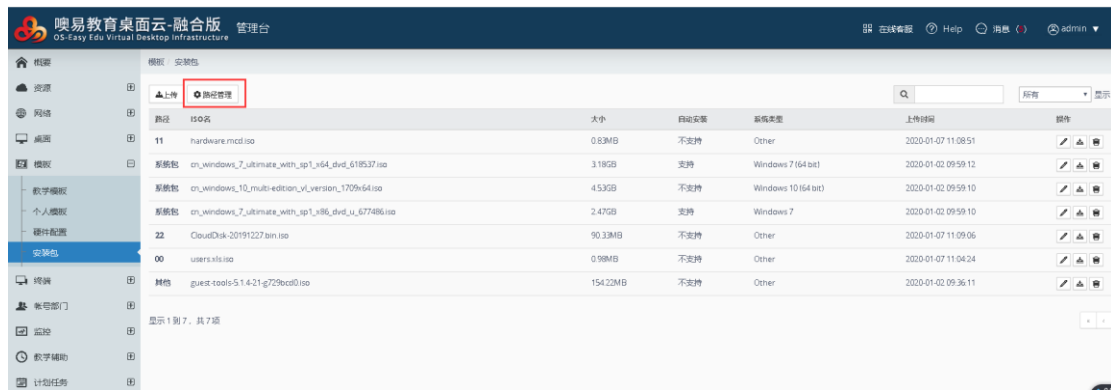 噢易教育桌面云-融合版 管理台 在线客服 Help 消息 admin
OS-Easy Edu Virtual Desktop Infrastructure
概要
资源
网络
桌面
模板
教学模板
个人模板
硬件配置
安装包
终端
帐号部门
监控
教学辅助
计划任务
模板 / 安装包
上传 路径管理 所有 显示
路径 ISO名 大小 自动安装 系统类型 上传时间 操作
11 hardware.rncd.iso 0.83MB 不支持 Other 2020-01-07 11:08:51
系统包 cn_windows_7_ultimate_with_sp1_x64_dvd_618537.iso 3.18GB 支持 Windows 7 (64 bit) 2020-01-02 09:59:12
系统包 cn_windows_10_multi-edition_vl_version_1709x64.iso 4.53GB 不支持 Windows 10 (64 bit) 2020-01-02 09:59:10
系统包 cn_windows_7_ultimate_with_sp1_x86_dvd_u_677486.iso 2.47GB 支持 Windows 7 2020-01-02 09:59:10
22 CloudDisk-20191227.bin.iso 90.33MB 不支持 Other 2020-01-07 11:09:06
00 users.xls.iso 0.98MB 不支持 Other 2020-01-07 11:04:24
其他 guest-tools-5.1.4-21-g729bcd0.iso 154.22MB 不支持 Other 2020-01-02 09:36:11
显示 1 到 7 , 共 7 项